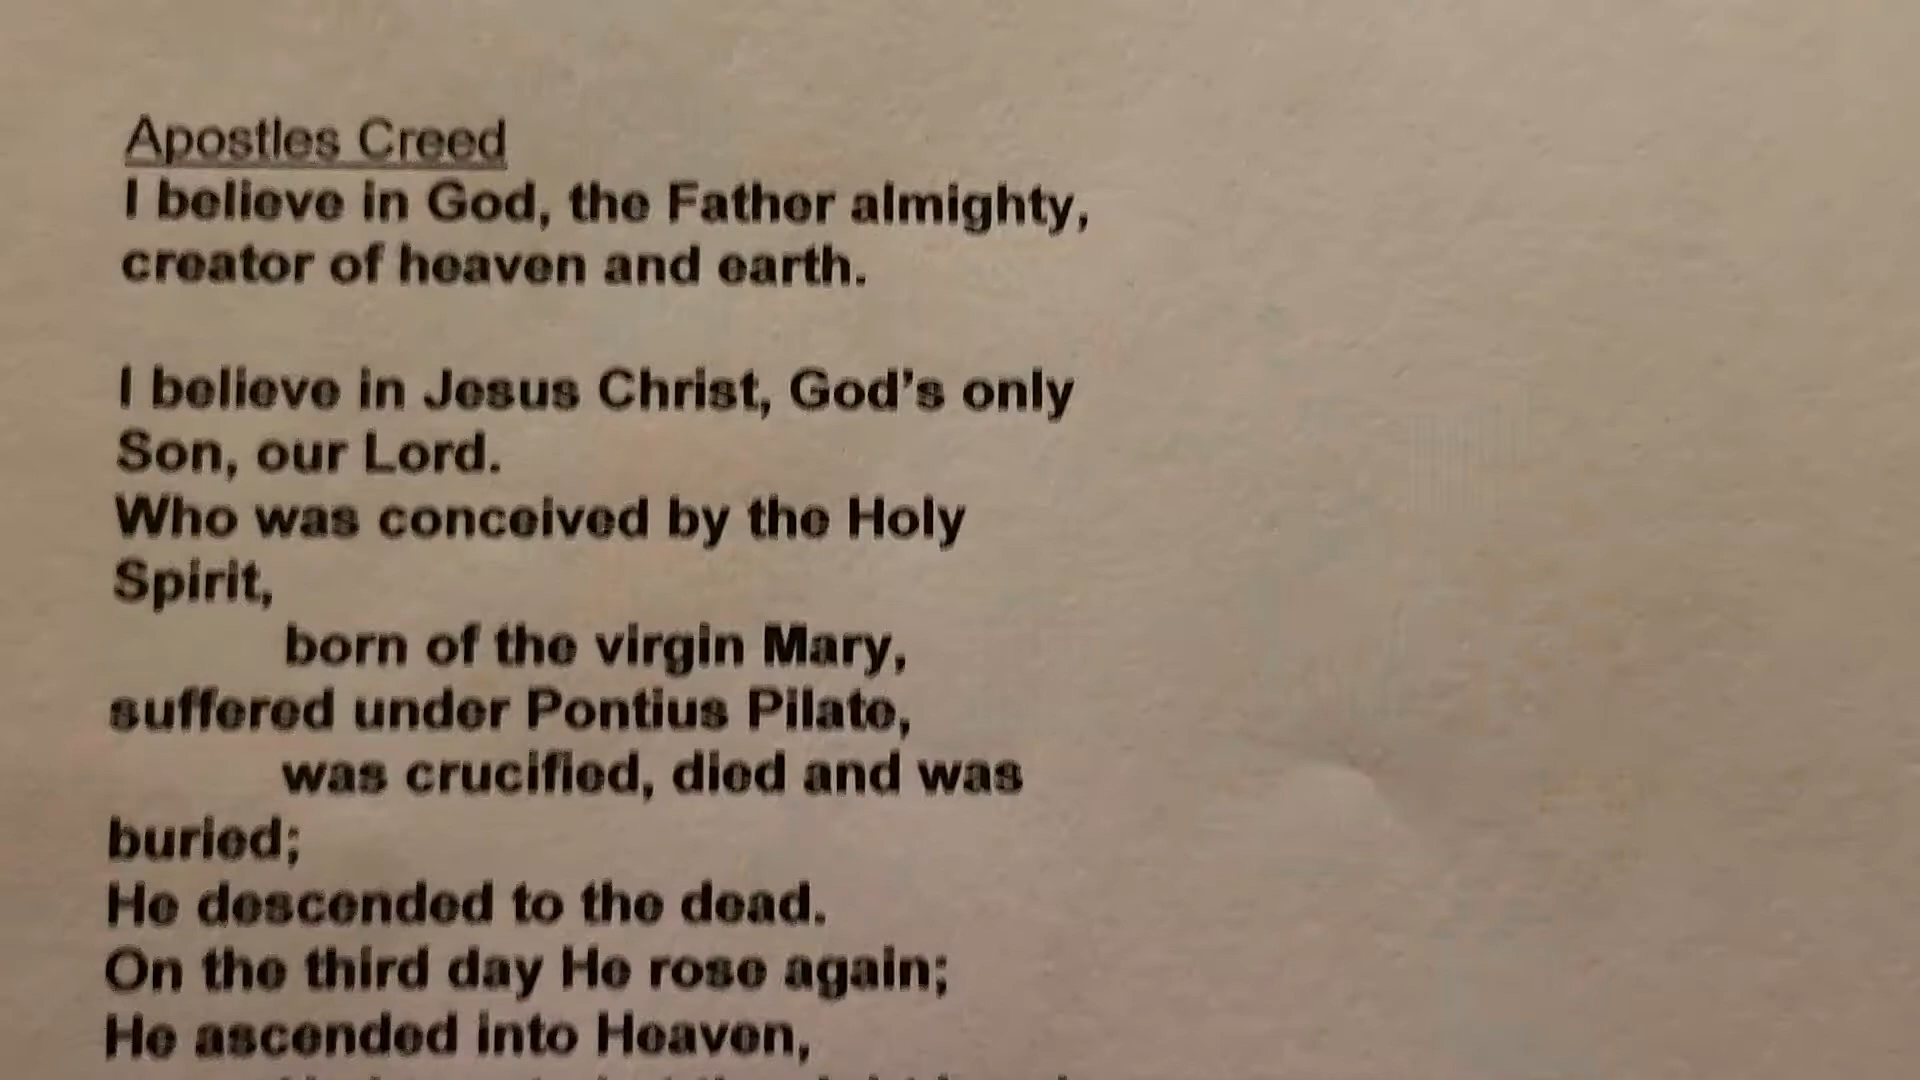 Apostles Creed
I believe in God, the Father almighty,
creator of heaven and earth.
I believe in Jesus Christ, God's only
Son, our Lord.
Who was conceived by the Holy
Spirit,
born of the virgin Mary,
suffered under Pontius Pilate,
was crucified, died and was
buried;
He descended to the dead.
On the third day He rose again;
He ascended into Heaven,